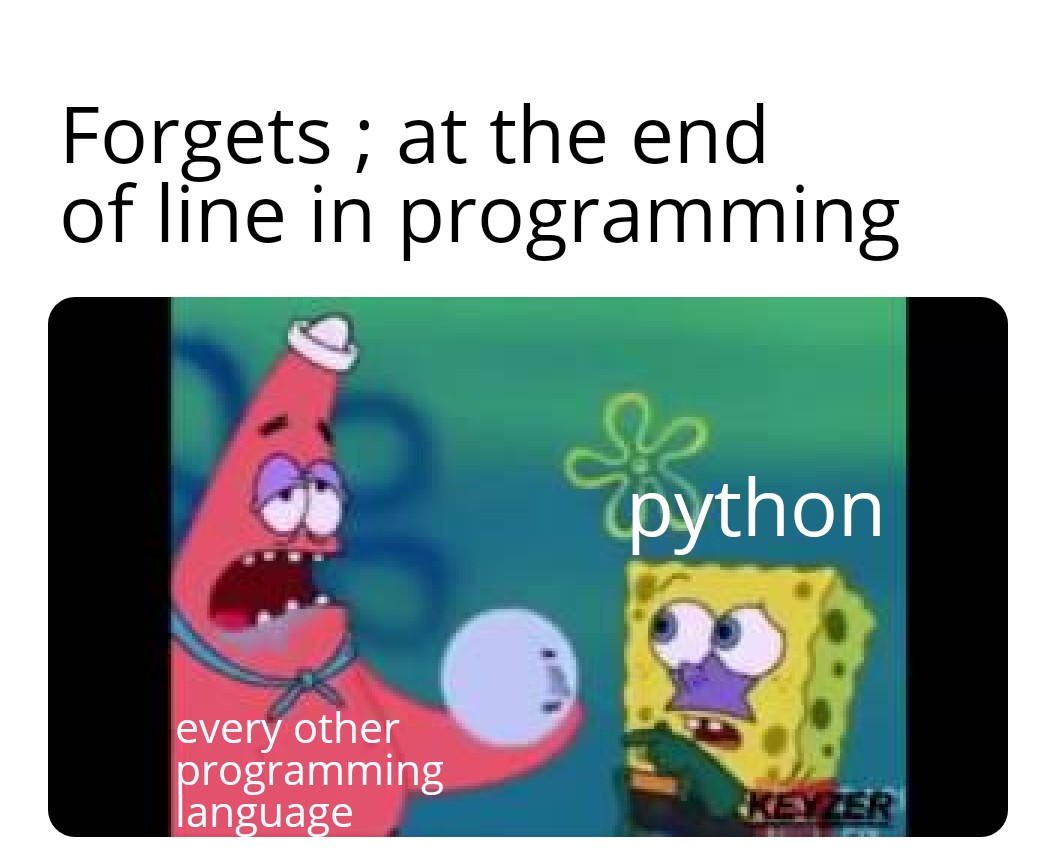 Forgets ; at the end
of line in programming
python
every other
programming
language
KEYZER